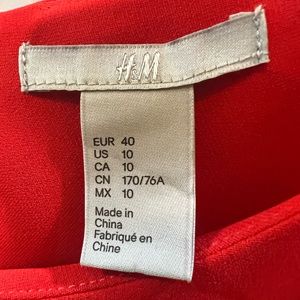 H&M
EUR 40
US 10
CA 10
CN 170/76A
MX 10
Made in
China
Fabriqué en
Chine